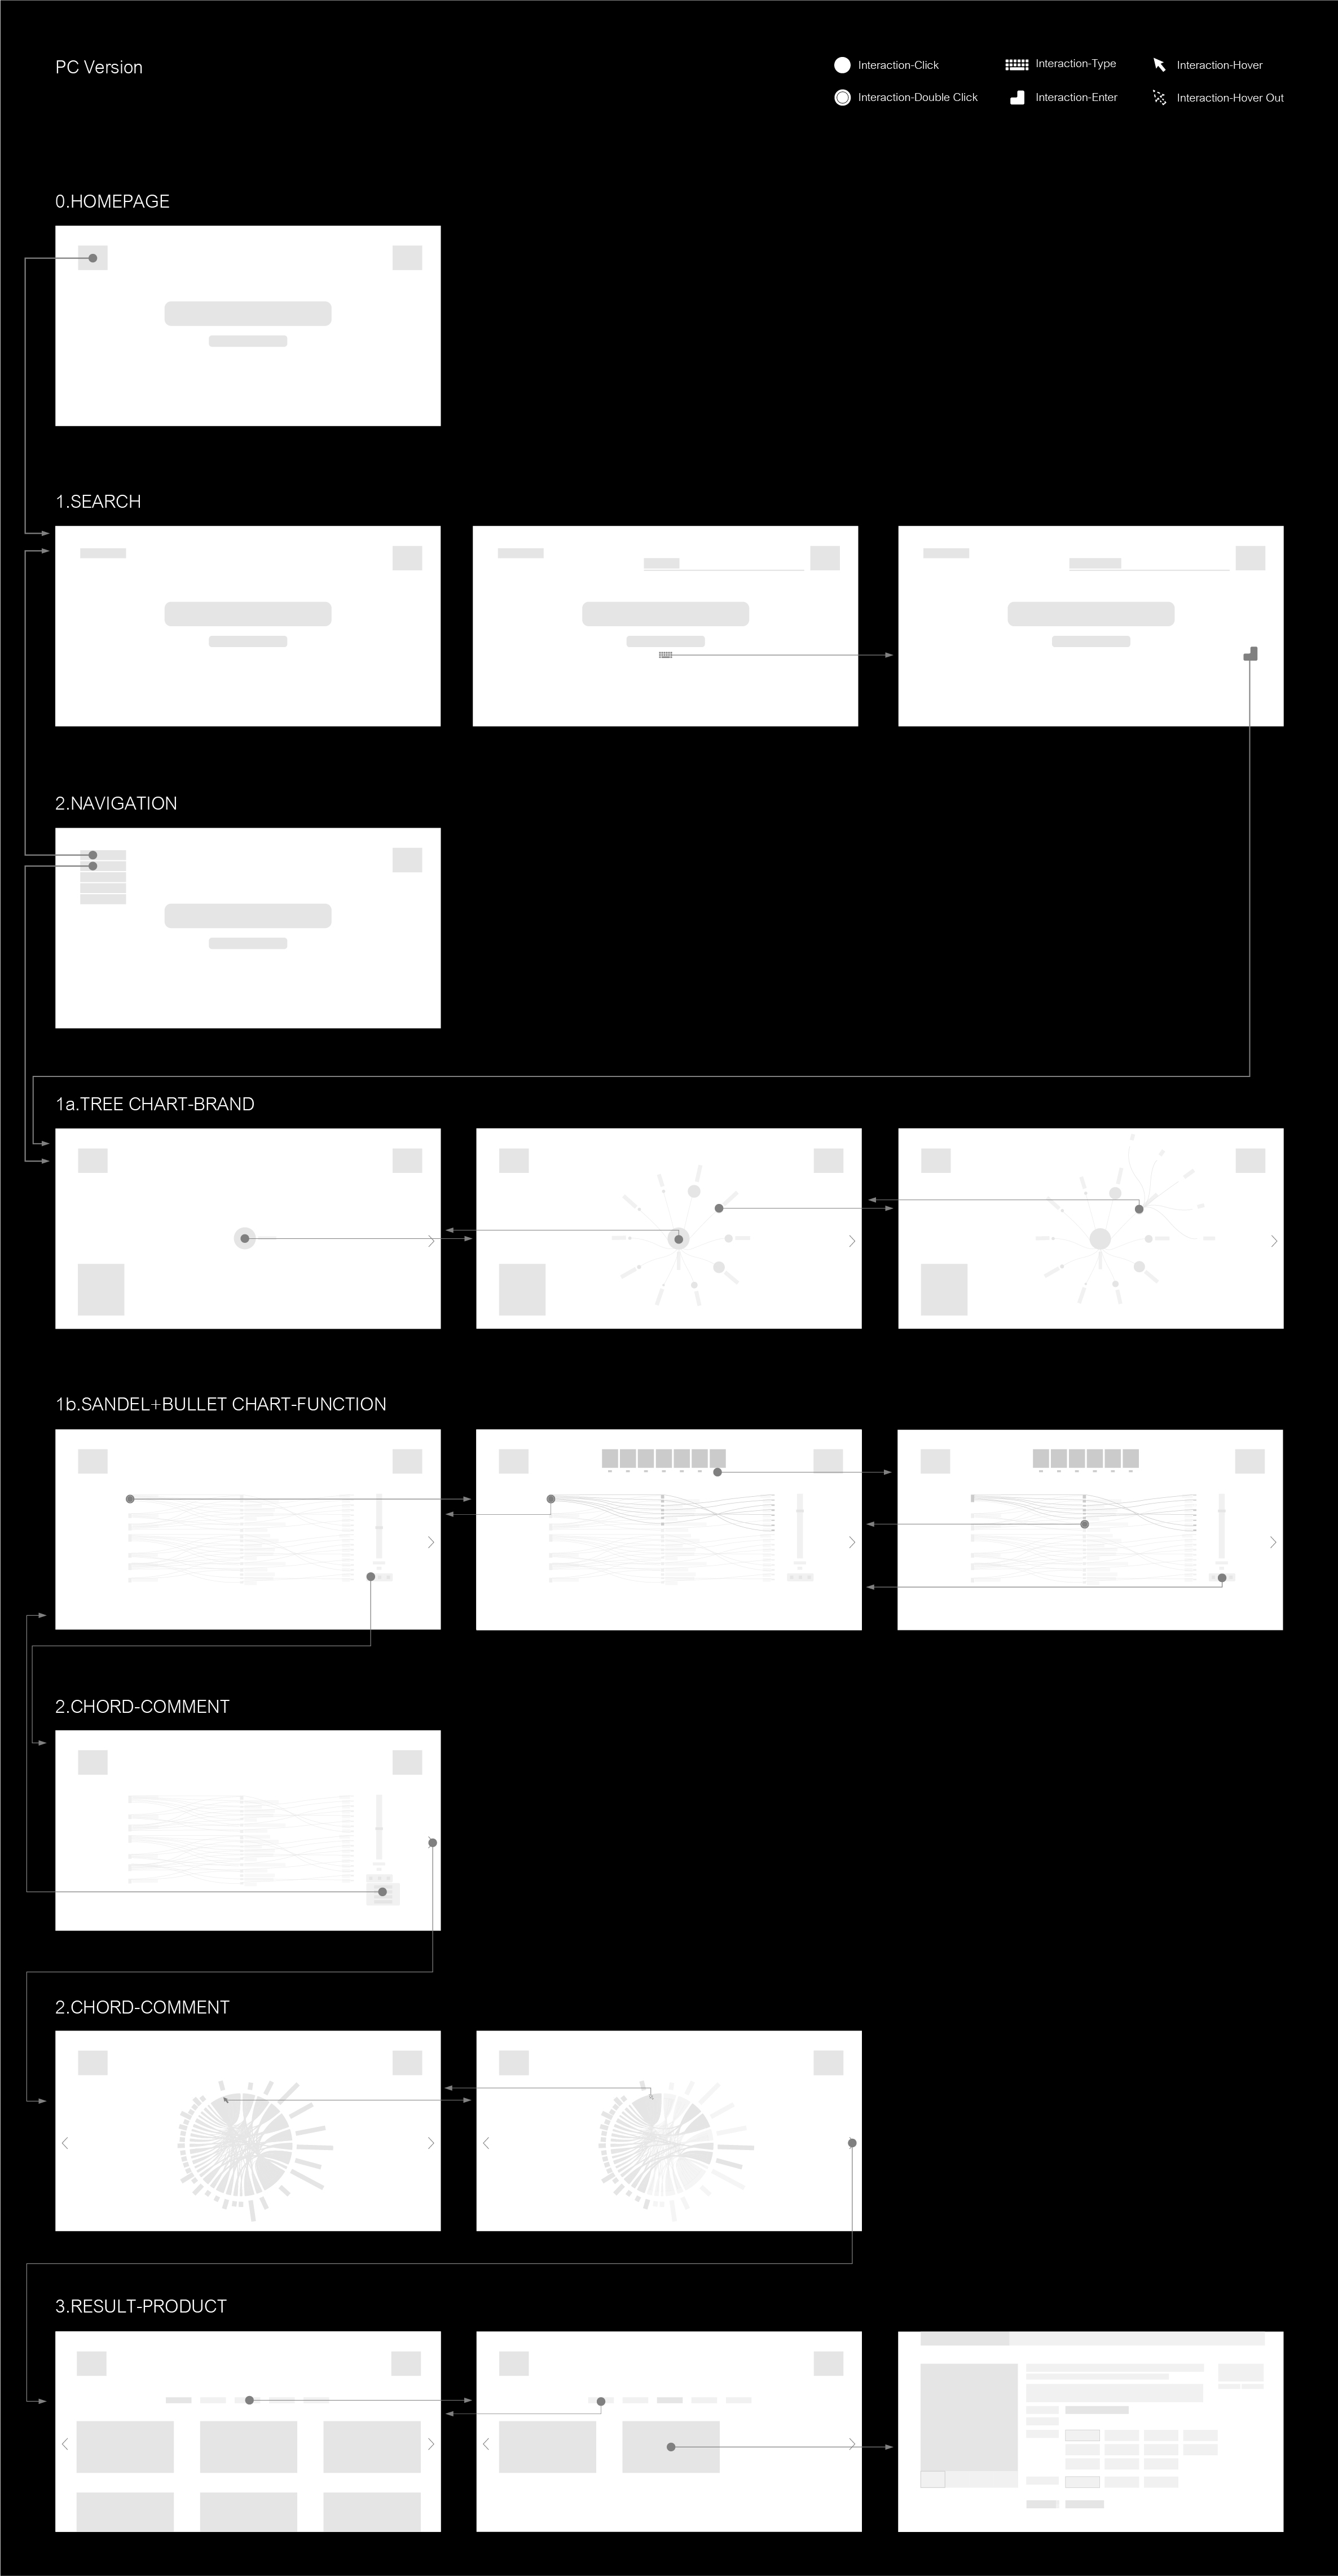 PC Version
Interaction-Click
Interaction-Type
Interaction-Hover
Interaction-Double Click
Interaction-Enter
Interaction-Hover Out
0.HOMEPAGE
1.SEARCH
2.NAVIGATION
1a.TREE CHART-BRAND
1b.SANDEL+BULLET CHART-FUNCTION
2.CHORD-COMMENT
2.CHORD-COMMENT
3.RESULT-PRODUCT